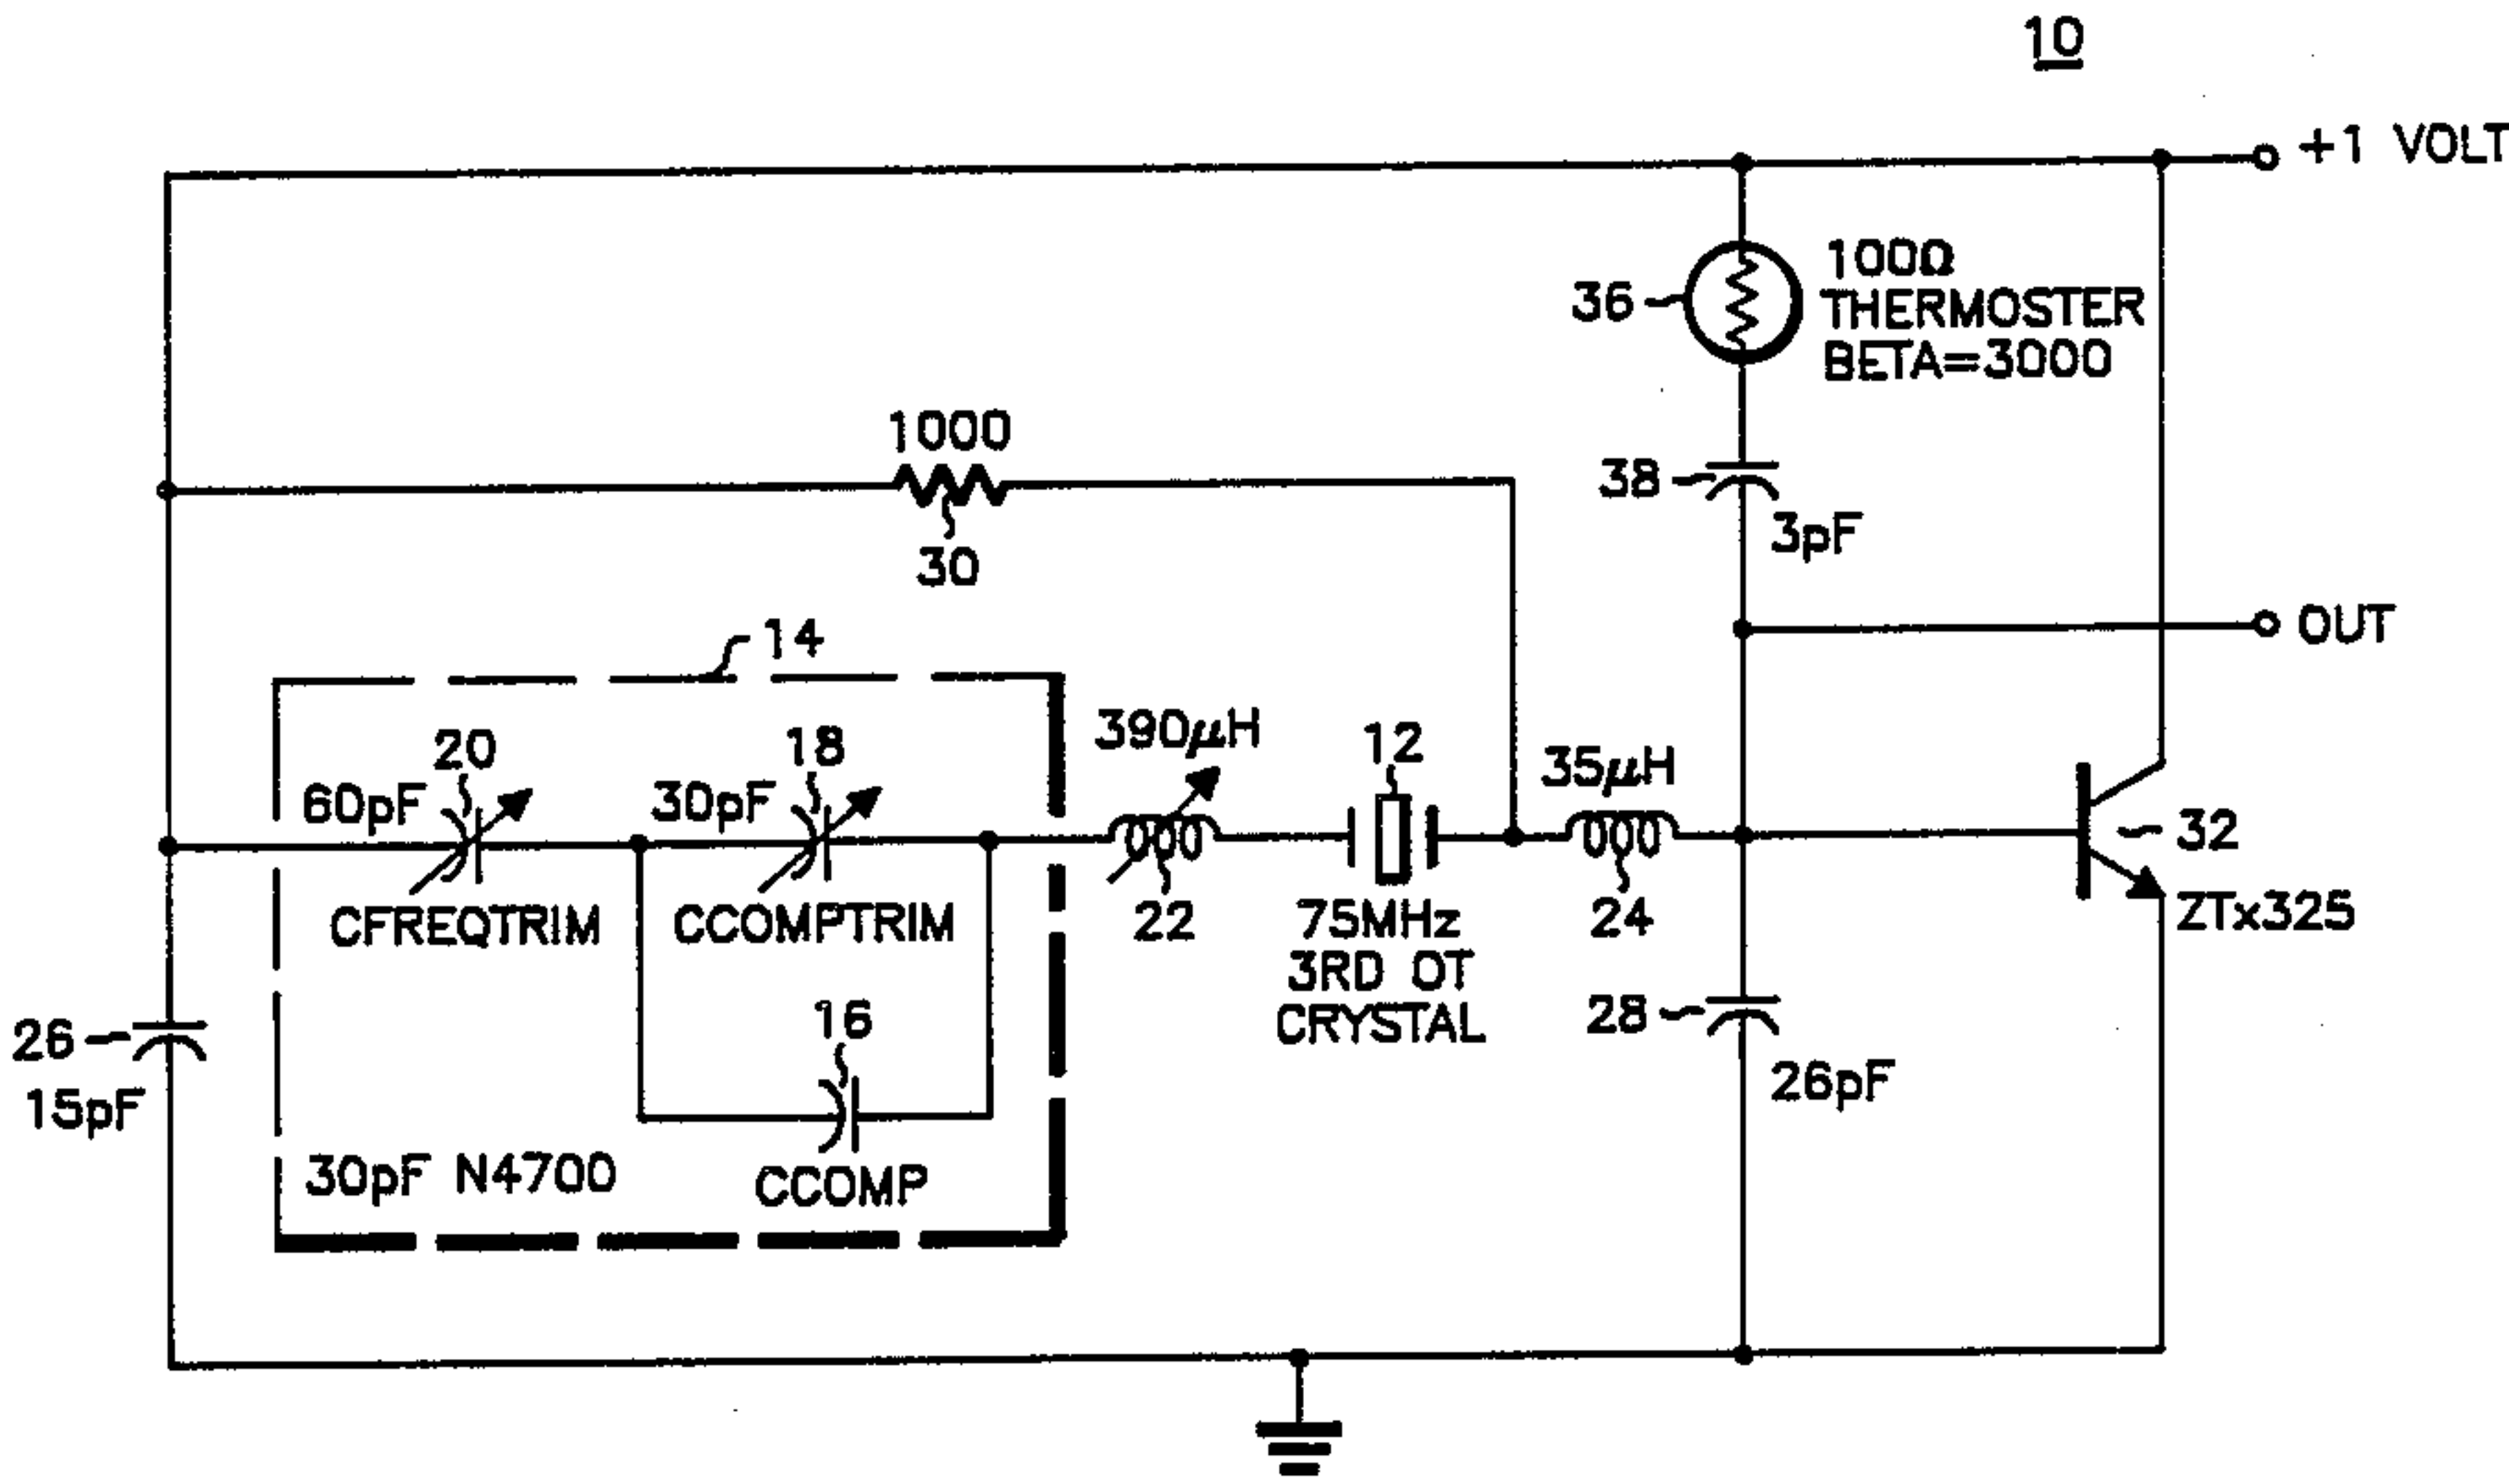 10
+1 VOLT
100Ω
THERMOSTER
BETA=3000
36
38
3pF
1000
30
OUT
14
20
60pF
CFREQTRIM
18
30pF
CCOMPTRIM
390μH
22
12
75MHz
3RD OT
CRYSTAL
35μH
24
32
ZTx325
26
15pF
16
CCOMP
30pF N4700
28
26pF